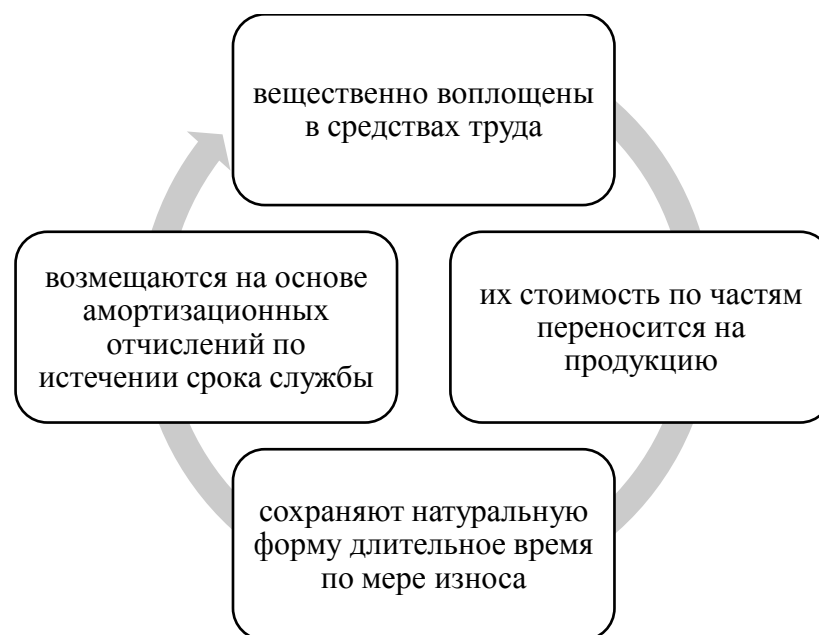 вещественно воплощены
в средствах труда
их стоимость по частям
переносится на
продукцию
сохраняют натуральную
форму длительное время
по мере износа
возмещаются на основе
амортизационных
отчислений по
истечении срока службы